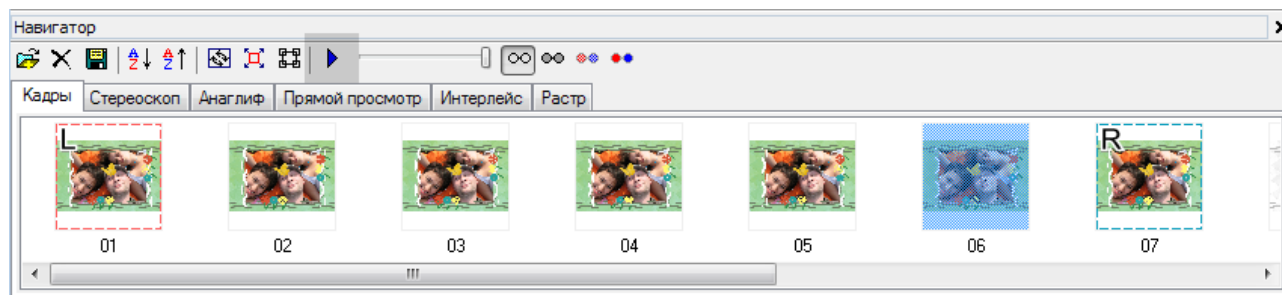 Навигатор
Кадры Стереоскоп Анаглиф Прямой просмотр Интерлейс Растр
L R
01 02 03 04 05 06 07